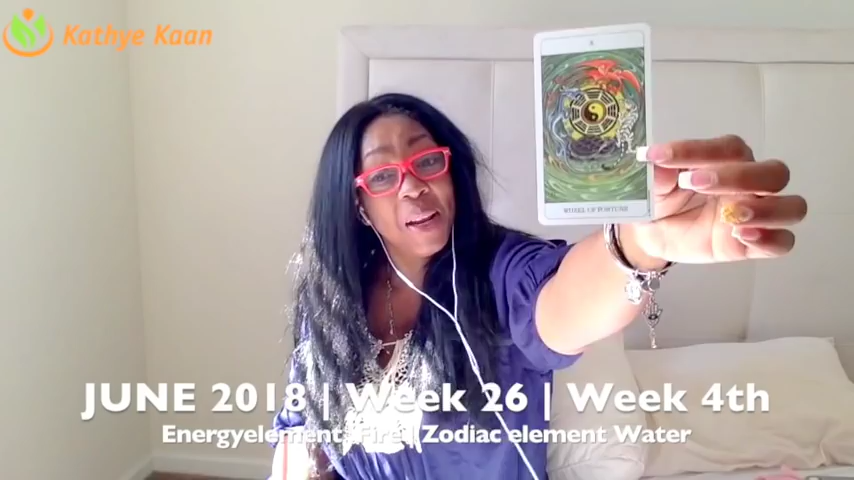 Kathye Kaan
X
WHEEL OF FORTUNE
JUNE 2018 | Week 26 | Week 4th
Energyelement Fire | Zodiac element Water